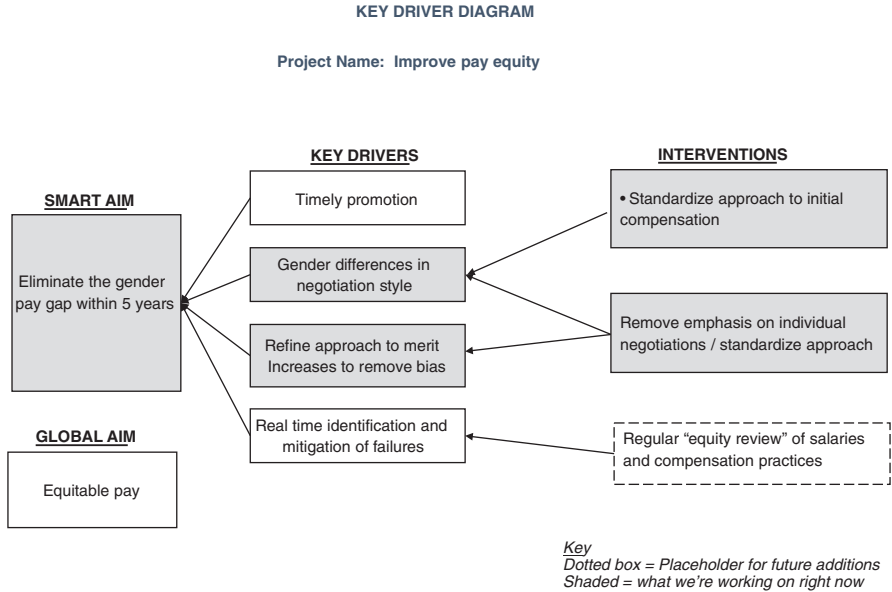 KEY DRIVER DIAGRAM
Project Name: Improve pay equity
SMART AIM
Eliminate the gender
pay gap within 5 years
GLOBAL AIM
Equitable pay
KEY DRIVERS
Timely promotion
Gender differences in
negotiation style
Refine approach to merit
Increases to remove bias
Real time identification and
mitigation of failures
INTERVENTIONS
• Standardize approach to initial
compensation
Remove emphasis on individual
negotiations / standardize approach
Regular “equity review” of salaries
and compensation practices
Key
Dotted box = Placeholder for future additions
Shaded = what we’re working on right now